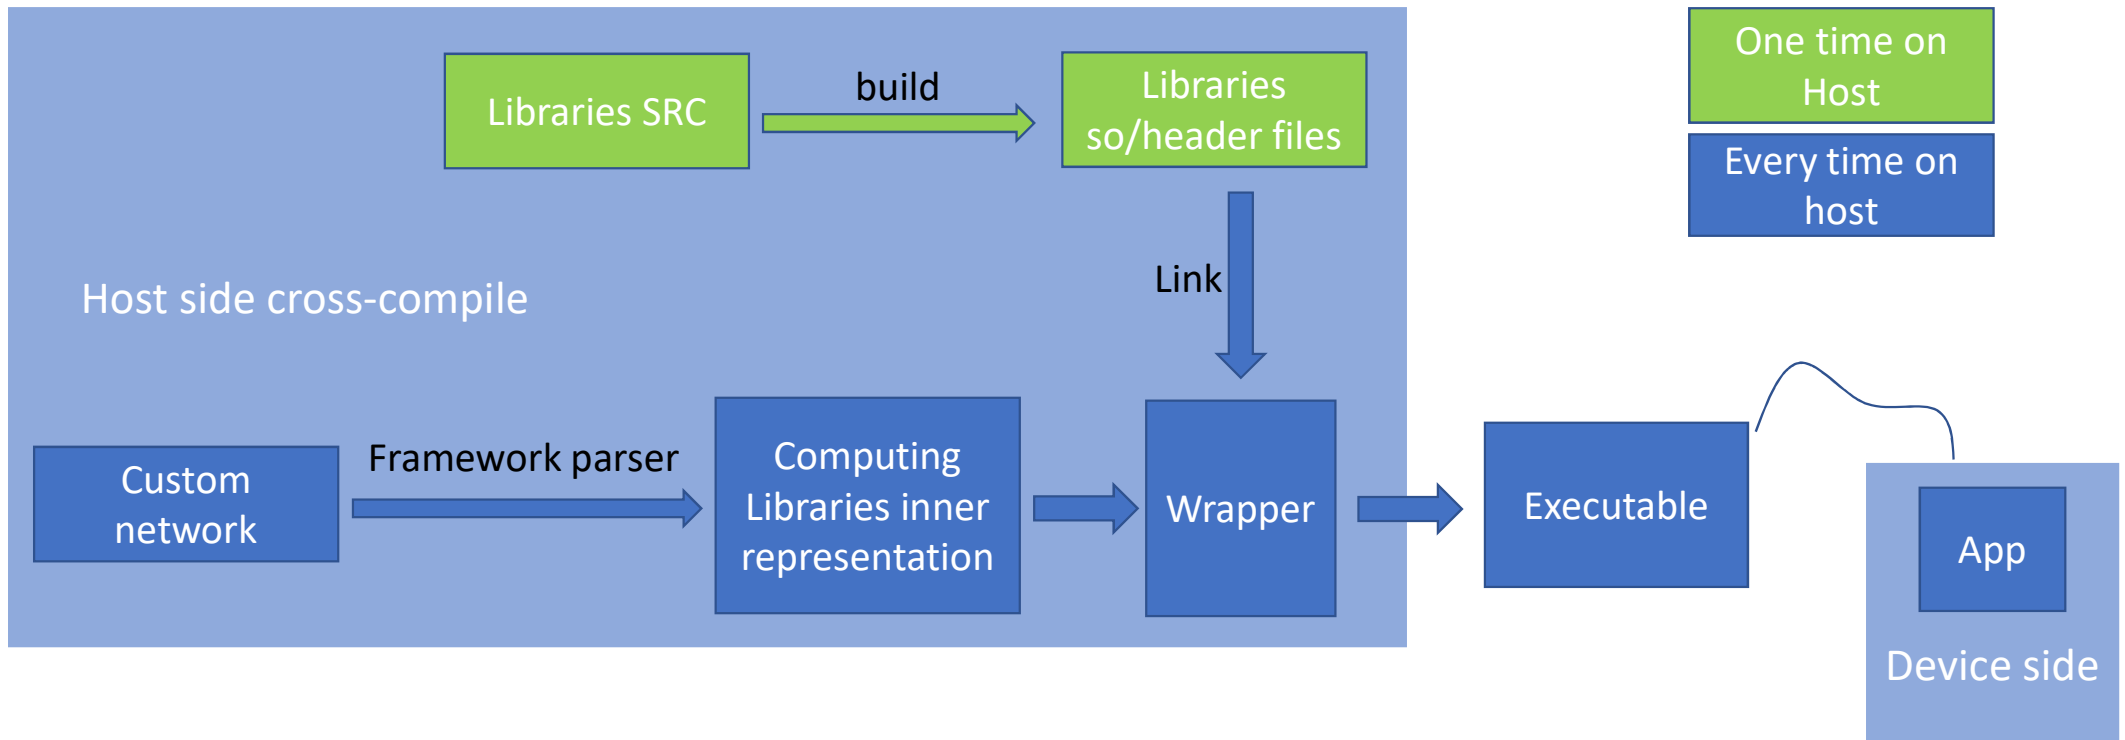 Libraries SRC
build
Libraries
so/header files
One time on
Host
Every time on
host
Link
Host side cross-compile
Custom
network
Framework parser
Computing
Libraries inner
representation
Wrapper
Executable
App
Device side